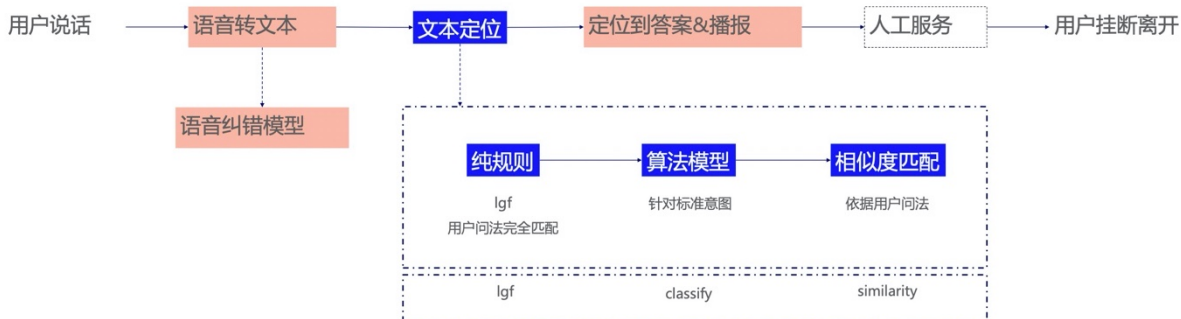 用户说话
语音转文本
文本定位
定位到答案&播报
人工服务
用户挂断离开
语音纠错模型
纯规则
算法模型
相似度匹配
lgf
针对标准意图
依据用户问法
用户问法完全匹配
lgf
classify
similarity